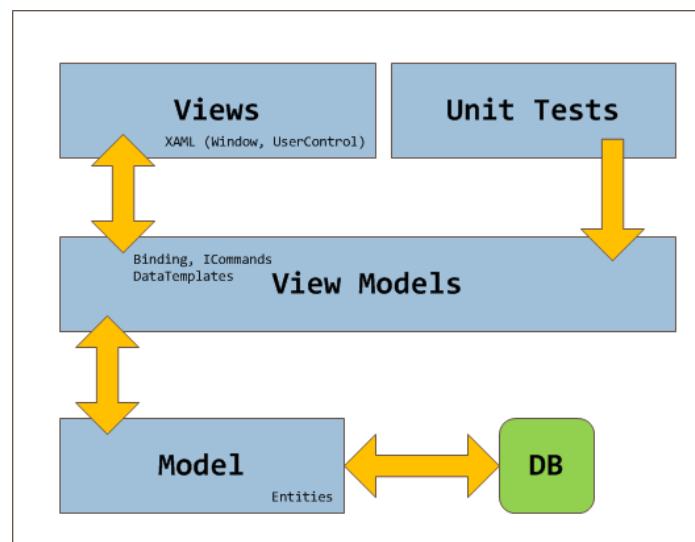 Views
XAML (Window, UserControl)
Unit Tests
Binding, ICommands
DataTemplates
View Models
Model
Entities
DB